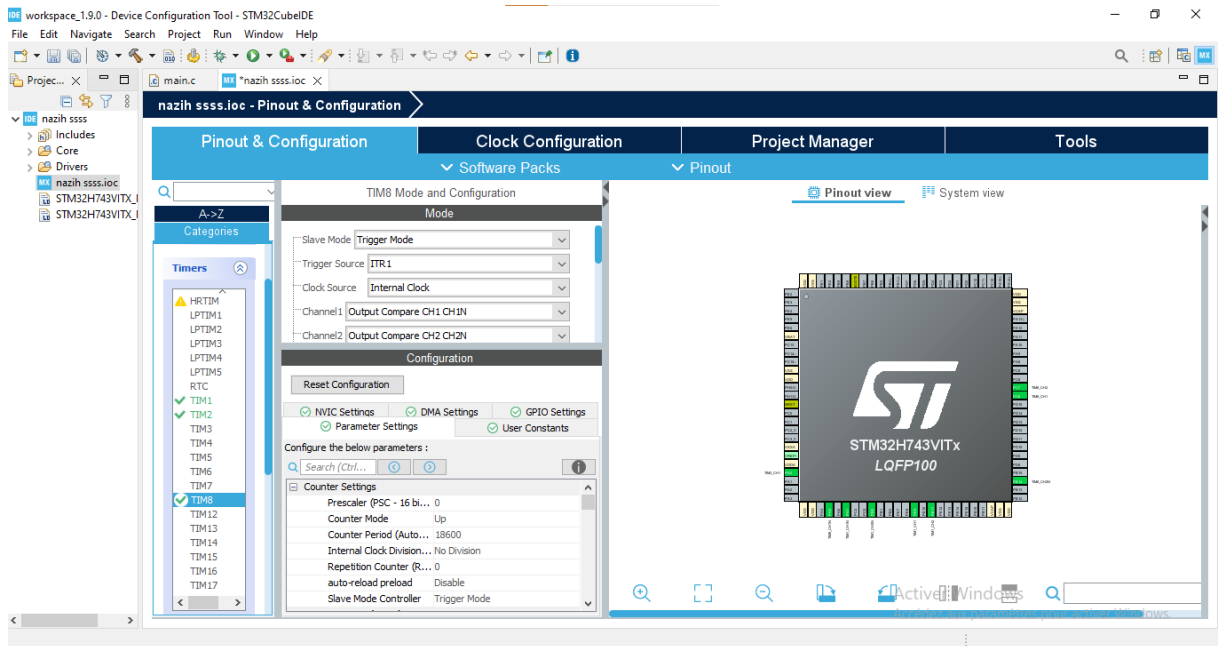 workspace_1.9.0 - Device Configuration Tool - STM32CubeIDE
File Edit Navigate Search Project Run Window Help
Projec...
main.c
*nazih ssss.ioc
nazih ssss
Includes
Core
Drivers
nazih ssss.ioc
STM32H743VITX_
STM32H743VITX_
nazih ssss.ioc - Pinout & Configuration
Pinout & Configuration
Clock Configuration
Project Manager
Tools
Software Packs
Pinout
A->Z
Categories
Timers
HRTIM
LPTIM1
LPTIM2
LPTIM3
LPTIM4
LPTIM5
RTC
TIM1
TIM2
TIM3
TIM4
TIM5
TIM6
TIM7
TIM8
TIM12
TIM13
TIM14
TIM15
TIM16
TIM17
TIM8 Mode and Configuration
Mode
Slave Mode Trigger Mode
Trigger Source ITR1
Clock Source Internal Clock
Channel1 Output Compare CH1 CH1N
Channel2 Output Compare CH2 CH2N
Configuration
Reset Configuration
NVIC Settings
DMA Settings
GPIO Settings
Parameter Settings
User Constants
Configure the below parameters :
Search (Ctrl...
Counter Settings
Prescaler (PSC - 16 bi... 0
Counter Mode Up
Counter Period (Auto... 18600
Internal Clock Division... No Division
Repetition Counter (R... 0
auto-reload preload Disable
Slave Mode Controller Trigger Mode
Pinout view
System view
STM32H743VITx
LQFP100
Activer Windows
Accédez aux paramètres pour activer Windows.